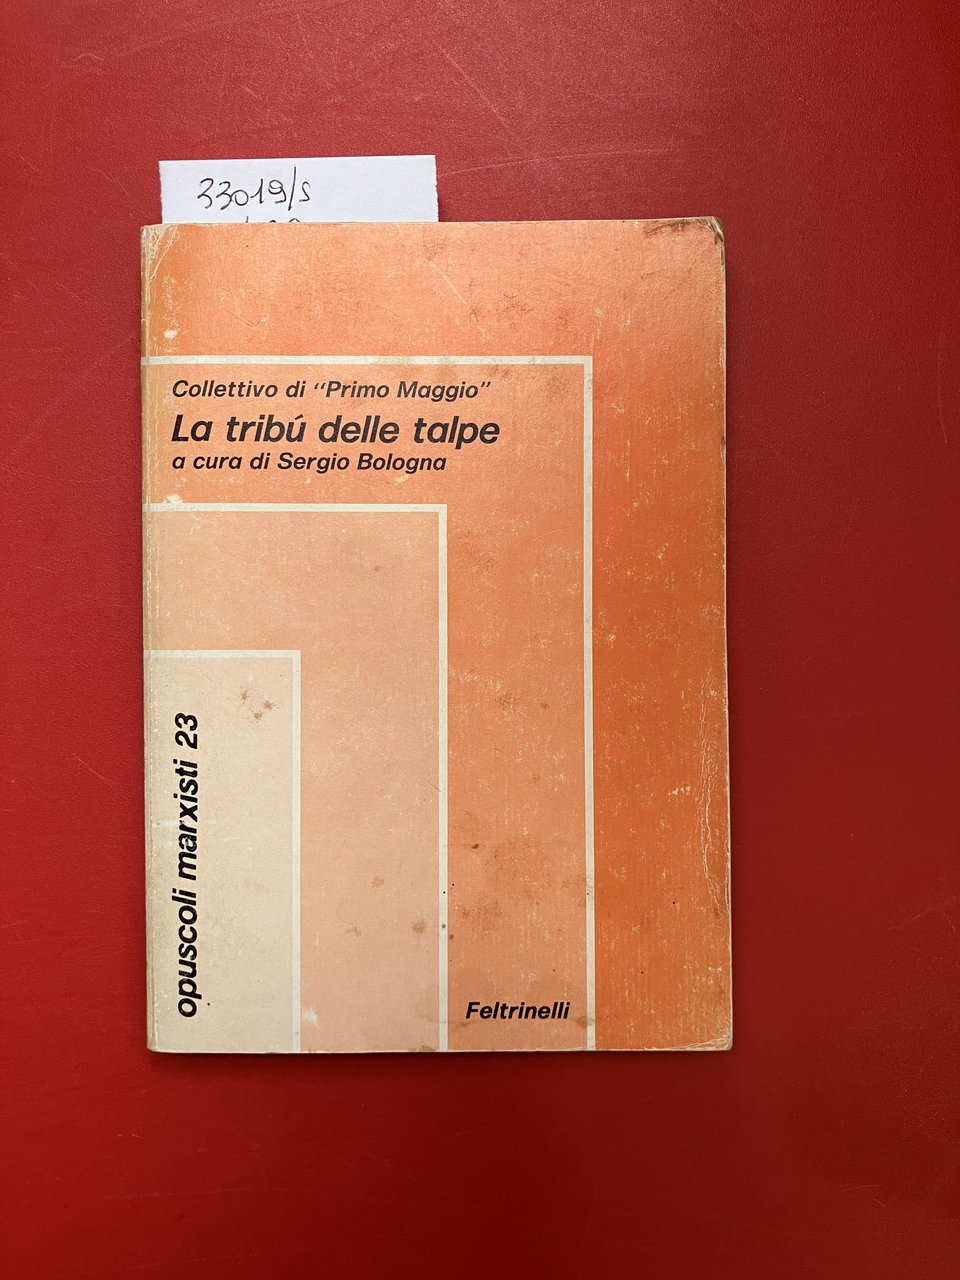 33019/s
Collettivo di “Primo Maggio”
La tribú delle talpe
a cura di Sergio Bologna
opuscoli marxisti 23
Feltrinelli